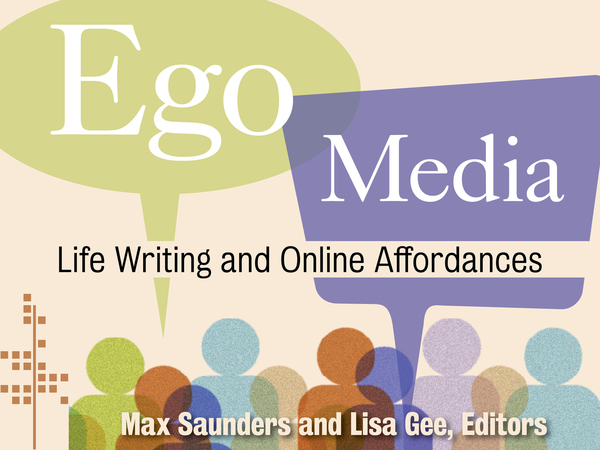 Ego
Media
Life Writing and Online Affordances
Max Saunders and Lisa Gee, Editors